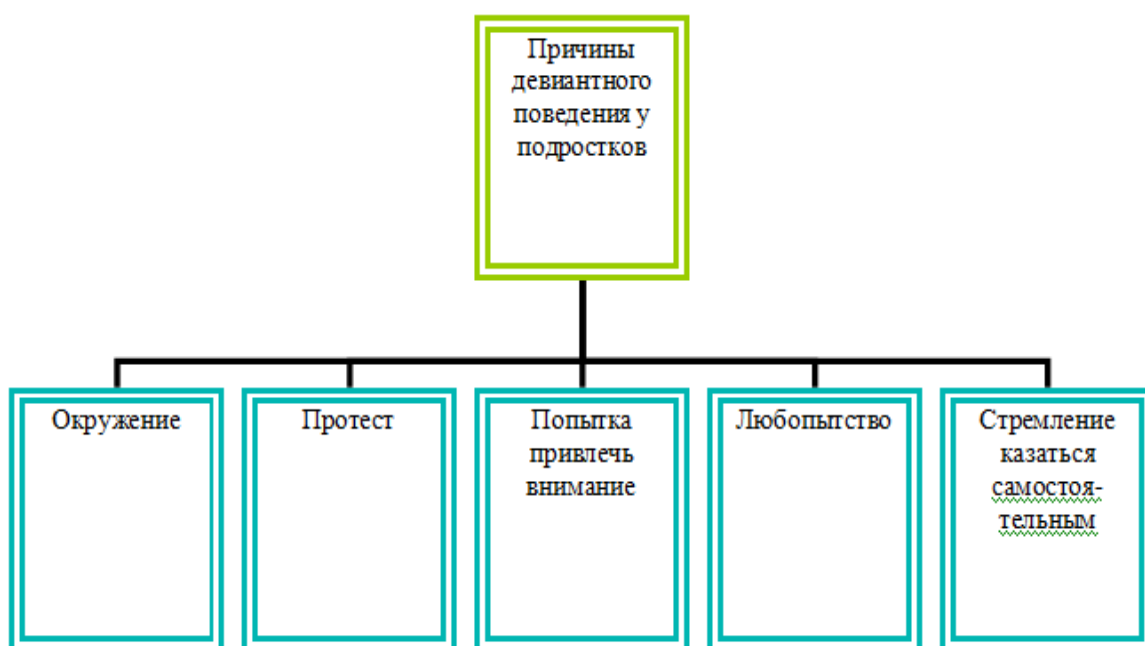 Причины
девиантного
поведения у
подростков
Окружение
Протест
Попытка
привлечь
внимание
Любопытство
Стремление
казаться
самостоя-
тельным